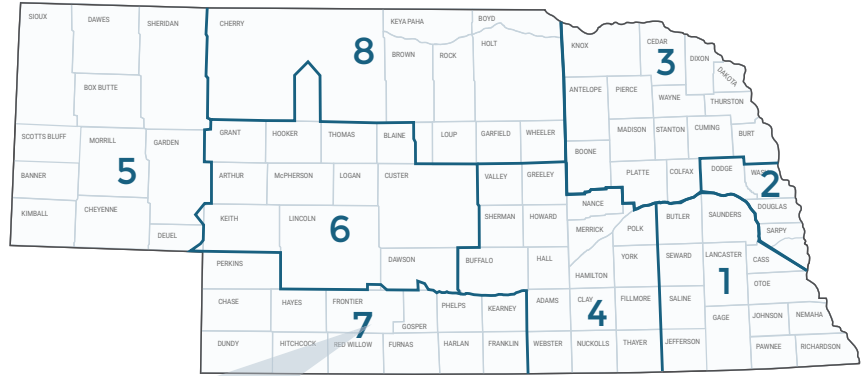 SIOUX
DAWES
SHERIDAN
CHERRY
KEYA PAHA
BOYD
8
HOLT
BROWN
ROCK
KNOX
CEDAR
3
DIXON
DAKOTA
BOX BUTTE
ANTELOPE
PIERCE
WAYNE
THURSTON
SCOTTS BLUFF
MORRILL
GARDEN
GRANT
HOOKER
THOMAS
BLAINE
LOUP
GARFIELD
WHEELER
MADISON
STANTON
CUMING
BURT
BOONE
5
BANNER
ARTHUR
McPHERSON
LOGAN
CUSTER
VALLEY
GREELEY
PLATTE
COLFAX
DODGE
2
KIMBALL
CHEYENNE
DEUEL
KEITH
LINCOLN
6
SHERMAN
HOWARD
NANCE
MERRICK
POLK
BUTLER
SAUNDERS
DOUGLAS
SARPY
PERKINS
DAWSON
BUFFALO
HALL
HAMILTON
YORK
SEWARD
LANCASTER
CASS
1
OTOE
CHASE
HAYES
FRONTIER
GOSPER
PHELPS
KEARNEY
ADAMS
CLAY
4
FILLMORE
SALINE
GAGE
JOHNSON
NEMAHA
7
DUNDY
HITCHCOCK
RED WILLOW
FURNAS
HARLAN
FRANKLIN
WEBSTER
NUCKOLLS
THAYER
JEFFERSON
PAWNEE
RICHARDSON